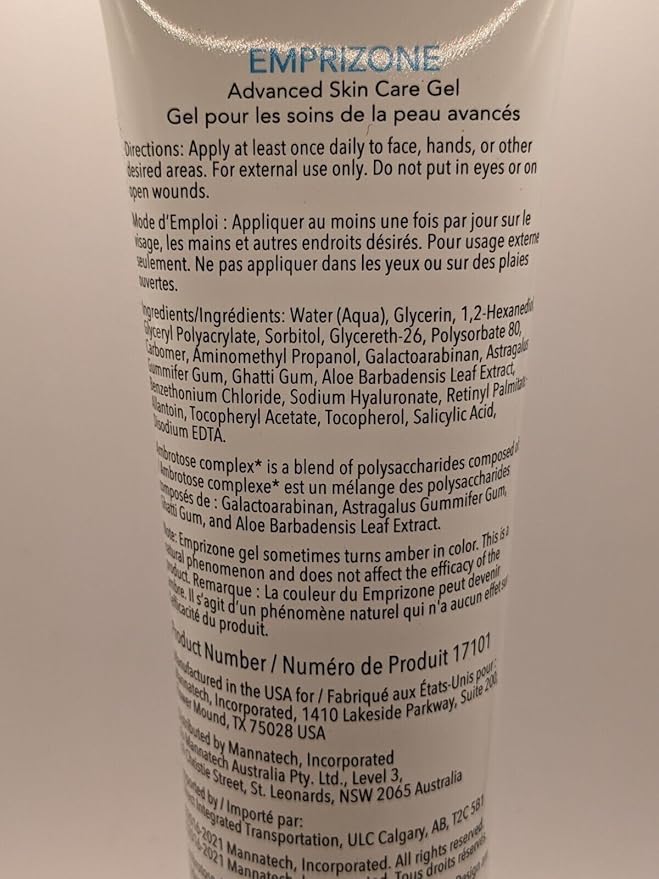 EMPRIZONE
Advanced Skin Care Gel
Gel pour les soins de la peau avancés
Directions: Apply at least once daily to face, hands, or other
desired areas. For external use only. Do not put in eyes or on
open wounds.
Mode d'Emploi : Appliquer au moins une fois par jour sur le
visage, les mains et autres endroits désirés. Pour usage externe
seulement. Ne pas appliquer dans les yeux ou sur des plaies
ouvertes.
Ingredients/Ingrédients: Water (Aqua), Glycerin, 1,2-Hexanediol,
Glyceryl Polyacrylate, Sorbitol, Glycereth-26, Polysorbate 80,
Carbomer, Aminomethyl Propanol, Galactoarabinan, Astragalus
Gummifer Gum, Ghatti Gum, Aloe Barbadensis Leaf Extract,
Benzethonium Chloride, Sodium Hyaluronate, Retinyl Palmitate
Allantoin, Tocopheryl Acetate, Tocopherol, Salicylic Acid,
Disodium EDTA.
Ambrotose complex* is a blend of polysaccharides composed of
Ambrotose complexe* est un mélange des polysaccharides
composés de : Galactoarabinan, Astragalus Gummifer Gum,
Ghatti Gum, and Aloe Barbadensis Leaf Extract.
Note: Emprizone gel sometimes turns amber in color. This is a
natural phenomenon and does not affect the efficacy of the
product. Remarque : La couleur du Emprizone peut devenir
ambre. Il s'agit d'un phénomène naturel qui n'a aucun effet sur
l'efficacité du produit.
Product Number / Numéro de Produit 17101
Manufactured in the USA for / Fabriqué aux États-Unis pour :
Mannatech, Incorporated, 1410 Lakeside Parkway, Suite 200,
Flower Mound, TX 75028 USA
Distributed by Mannatech, Incorporated
Mannatech Australia Pty. Ltd., Level 3,
Christie Street, St. Leonards, NSW 2065 Australia
Imported by / Importé par:
Integrated Transportation, ULC Calgary, AB, T2C 5B1
2021 Mannatech, Incorporated. All rights reserved.
2021 Mannatech, Incorporated. Tous droits réservés.
Design